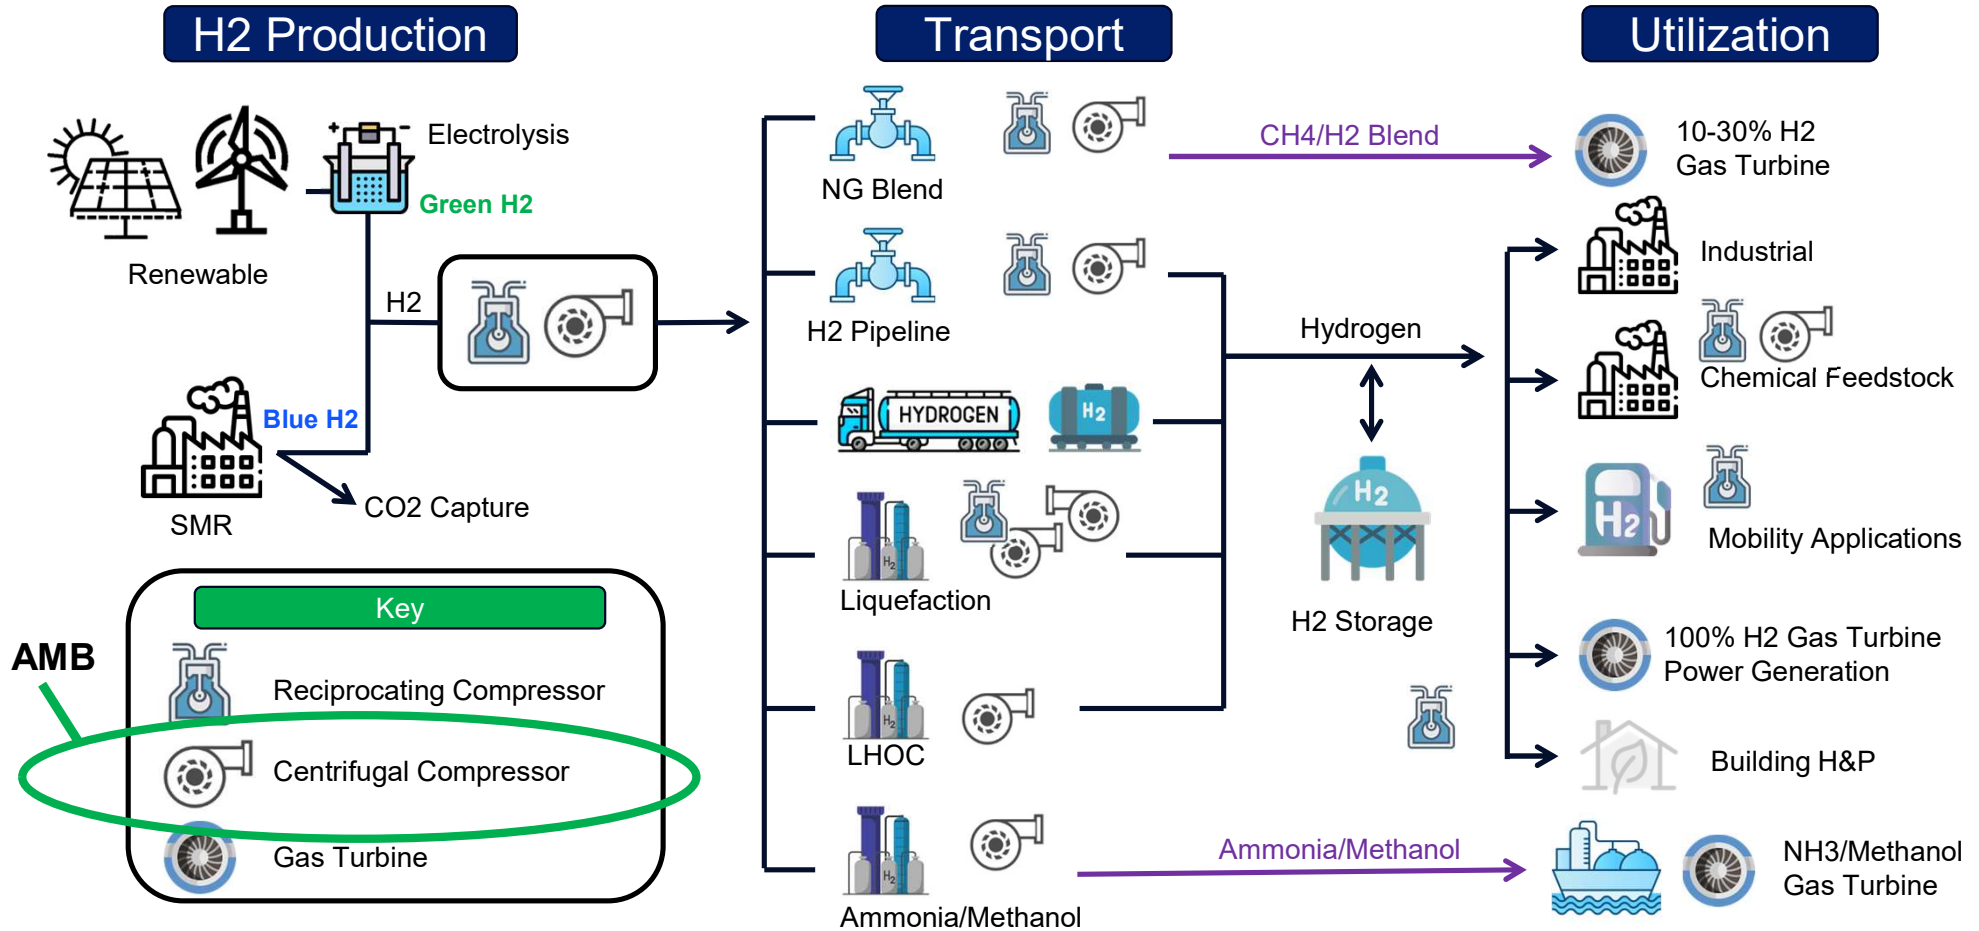 H2 Production
Transport
Utilization
+
-
Electrolysis
Green H2
Renewable
H2
Blue H2
SMR
CO2 Capture
Key
AMB
Reciprocating Compressor
Centrifugal Compressor
Gas Turbine
NG Blend
H2 Pipeline
HYDROGEN
H2
H2
Liquefaction
H2
LHOC
H2
Ammonia/Methanol
CH4/H2 Blend
Hydrogen
H2
H2 Storage
Ammonia/Methanol
10-30% H2
Gas Turbine
Industrial
Chemical Feedstock
H2
Mobility Applications
100% H2 Gas Turbine
Power Generation
Building H&P
NH3/Methanol
Gas Turbine